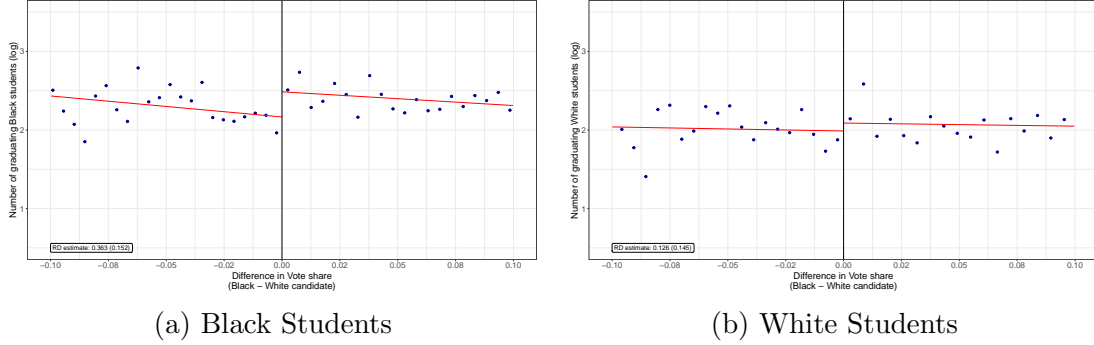 Number of graduating Black students (log)
3
2
1
RD estimate: 0.363 (0.152)
−0.10 −0.08 −0.05 −0.02 0.00 0.02 0.05 0.08 0.10
Difference in Vote share
(Black − White candidate)
(a) Black Students
Number of graduating White students (log)
3
2
1
RD estimate: 0.126 (0.145)
−0.10 −0.08 −0.05 −0.02 0.00 0.02 0.05 0.08 0.10
Difference in Vote share
(Black − White candidate)
(b) White Students